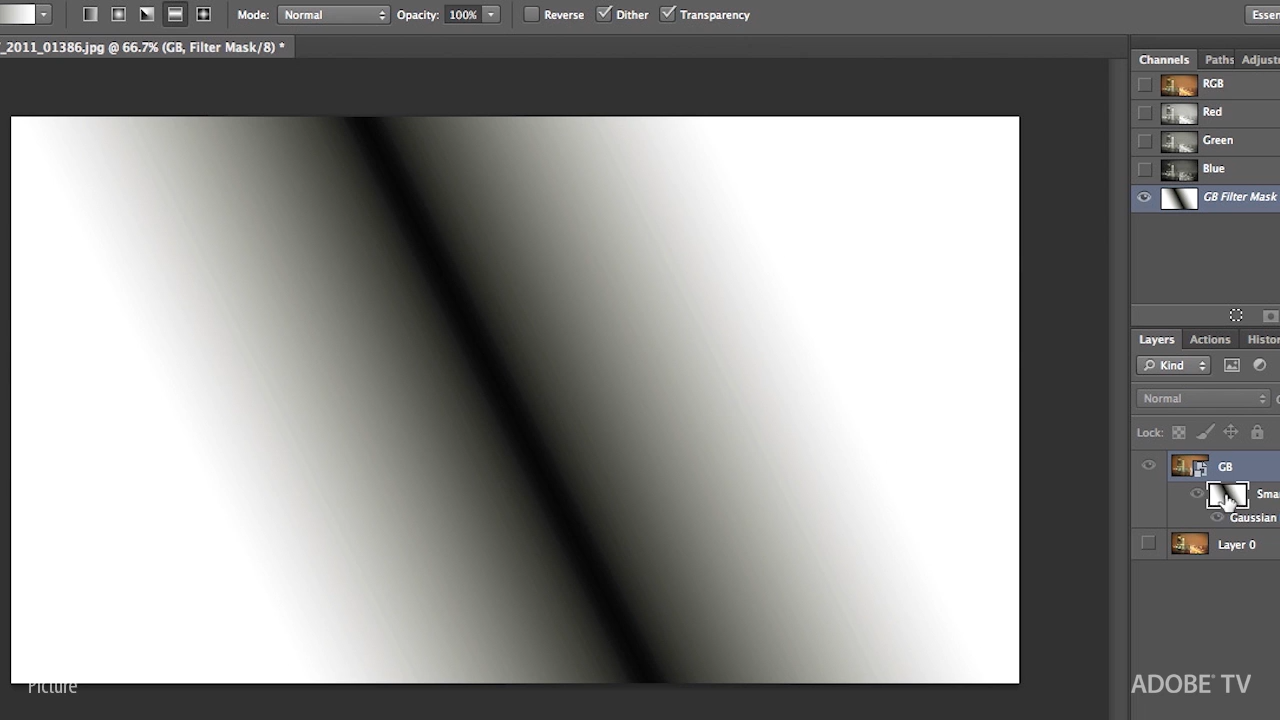 Mode: Normal Opacity: 100% Reverse Dither Transparency Essen
_2011_01386.jpg @ 66.7% (GB, Filter Mask/8) *
Channels Paths Adjust
RGB
Red
Green
Blue
GB Filter Mask
Layers Actions Histor
Kind
Normal
Lock:
GB
Smar
Gaussian
Layer 0
Picture
ADOBE® TV